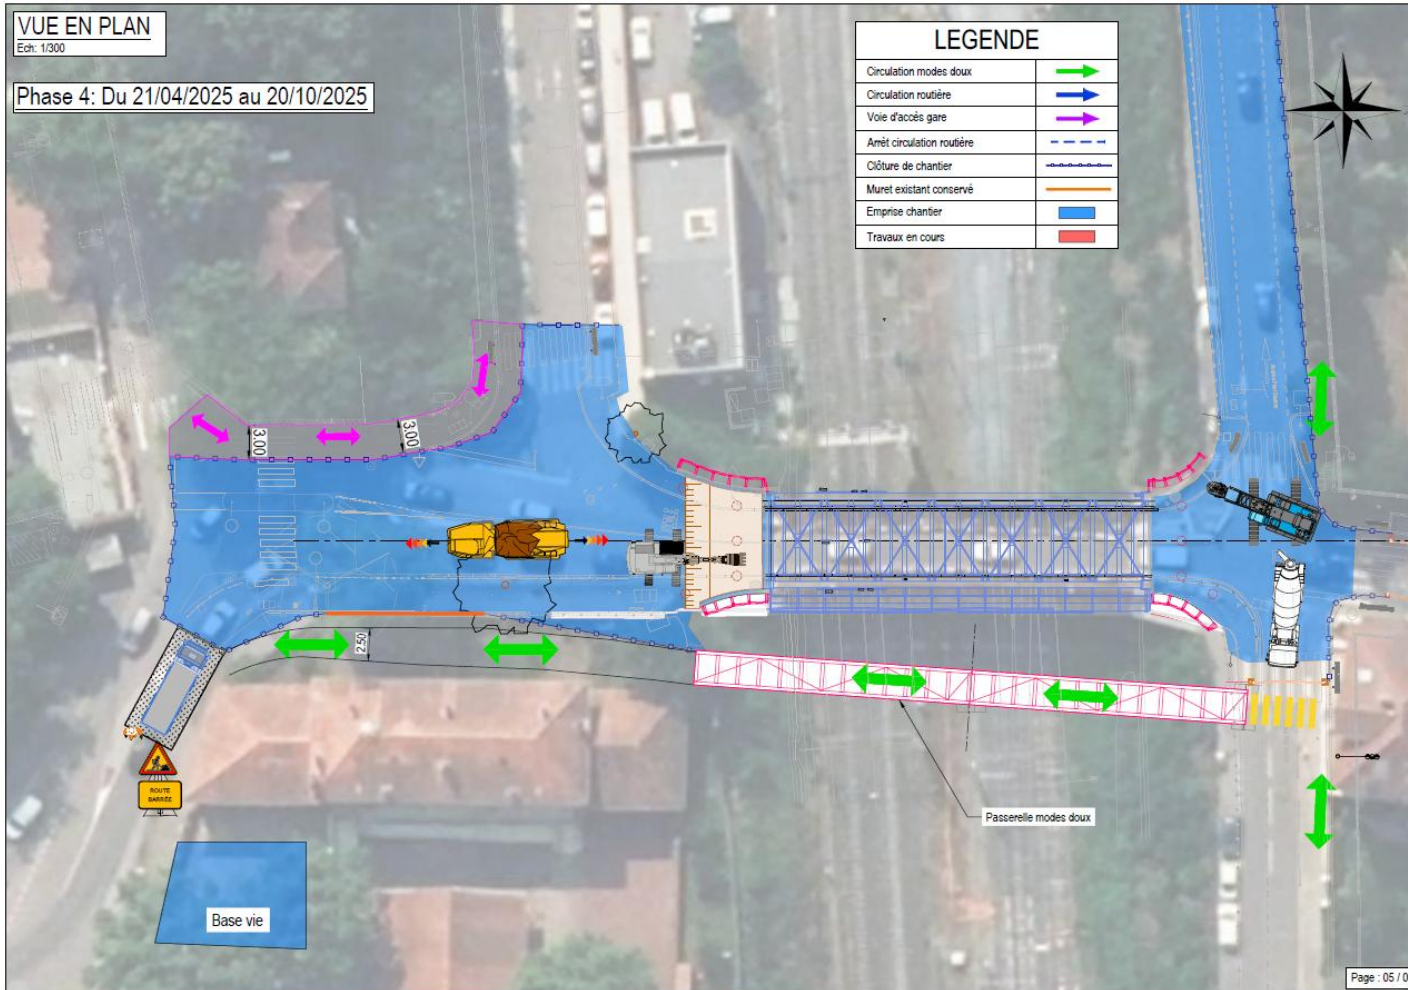 VUE EN PLAN
Ech: 1/300
Phase 4: Du 21/04/2025 au 20/10/2025
LEGENDE
Circulation modes doux
Circulation routière
Voie d'accés gare
Arrêt circulation routière
Clôture de chantier
Muret existant conservé
Emprise chantier
Travaux en cours
3.00
3.00
2.50
ROUTE
BARRÉE
Passerelle modes doux
Base vie
Page : 05 / 0